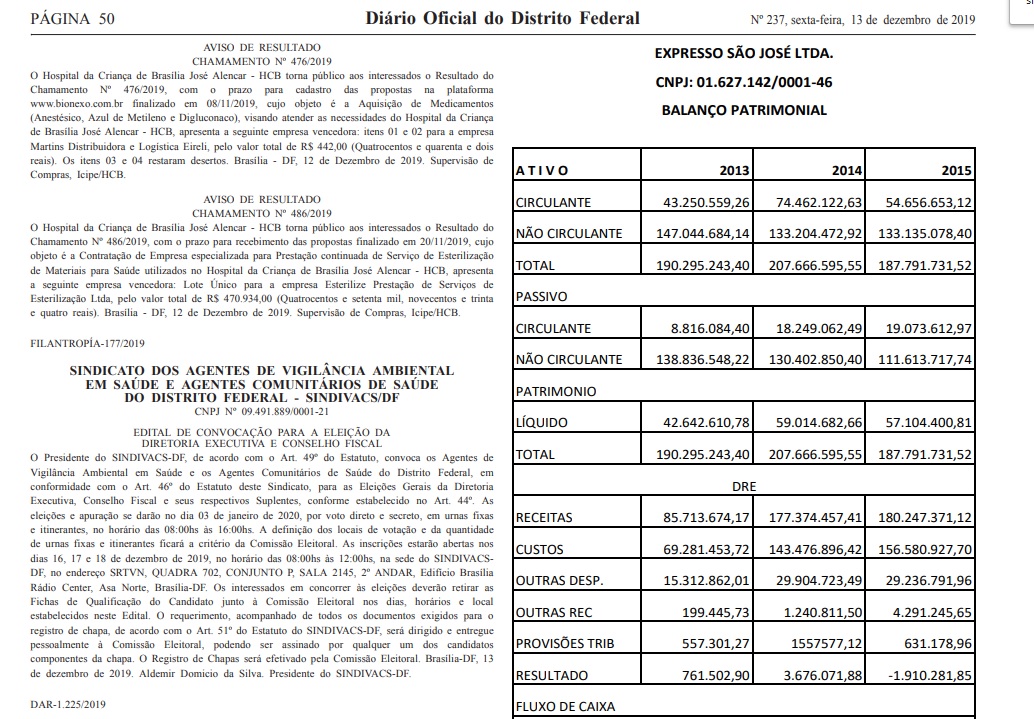 PÁGINA 50
Diário Oficial do Distrito Federal
Nº 237, sexta-feira, 13 de dezembro de 2019
AVISO DE RESULTADO
CHAMAMENTO Nº 476/2019
O Hospital da Criança de Brasília José Alencar - HCB torna público aos interessados o Resultado do
Chamamento Nº 476/2019, com o prazo para cadastro das propostas na plataforma
www.bionexo.com.br finalizado em 08/11/2019, cujo objeto é a Aquisição de Medicamentos
(Anestésico, Azul de Metileno e Digluconaco), visando atender as necessidades do Hospital da Criança
de Brasília José Alencar - HCB, apresenta a seguinte empresa vencedora: itens 01 e 02 para a empresa
Martins Distribuidora e Logística Eireli, pelo valor total de R$ 442,00 (Quatrocentos e quarenta e dois
reais). Os itens 03 e 04 restaram desertos. Brasília - DF, 12 de Dezembro de 2019. Supervisão de
Compras, Icipe/HCB.
AVISO DE RESULTADO
CHAMAMENTO Nº 486/2019
O Hospital da Criança de Brasília José Alencar - HCB torna público aos interessados o Resultado do
Chamamento Nº 486/2019, com o prazo para recebimento das propostas finalizado em 20/11/2019, cujo
objeto é a Contratação de Empresa especializada para Prestação continuada de Serviço de Esterilização
de Materiais para Saúde utilizados no Hospital da Criança de Brasília José Alencar - HCB, apresenta
a seguinte empresa vencedora: Lote Único para a empresa Esterilize Prestação de Serviços de
Esterilização Ltda, pelo valor total de R$ 470.934,00 (Quatrocentos e setenta mil, novecentos e trinta
e quatro reais). Brasília - DF, 12 de Dezembro de 2019. Supervisão de Compras, Icipe/HCB.
FILANTROPÍA-177/2019
SINDICATO DOS AGENTES DE VIGILÂNCIA AMBIENTAL
EM SAÚDE E AGENTES COMUNITÁRIOS DE SAÚDE
DO DISTRITO FEDERAL - SINDIVACS/DF
CNPJ Nº 09.491.889/0001-21
EDITAL DE CONVOCAÇÃO PARA A ELEIÇÃO DA
DIRETORIA EXECUTIVA E CONSELHO FISCAL
O Presidente do SINDIVACS-DF, de acordo com o Art. 49º do Estatuto, convoca os Agentes de
Vigilância Ambiental em Saúde e os Agentes Comunitários de Saúde do Distrito Federal, em
conformidade com o Art. 46º do Estatuto deste Sindicato, para as Eleições Gerais da Diretoria
Executiva, Conselho Fiscal e seus respectivos Suplentes, conforme estabelecido no Art. 44º. As
eleições e apuração se darão no dia 03 de janeiro de 2020, por voto direto e secreto, em urnas fixas
e itinerantes, no horário das 08:00hs às 16:00hs. A definição dos locais de votação e da quantidade
de urnas fixas e itinerantes ficará a critério da Comissão Eleitoral. As inscrições estarão abertas nos
dias 16, 17 e 18 de dezembro de 2019, no horário das 08:00hs às 12:00hs, na sede do SINDIVACS-
DF, no endereço SRTVN, QUADRA 702, CONJUNTO P, SALA 2145, 2º ANDAR, Edifício Brasília
Rádio Center, Asa Norte, Brasília-DF. Os interessados em concorrer às eleições deverão retirar as
Fichas de Qualificação do Candidato junto à Comissão Eleitoral nos dias, horários e local
estabelecidos neste Edital. O requerimento, acompanhado de todos os documentos exigidos para o
registro de chapa, de acordo com o Art. 51º do Estatuto do SINDIVACS-DF, será dirigido e entregue
pessoalmente à Comissão Eleitoral, podendo ser assinado por qualquer um dos candidatos
componentes da chapa. O Registro de Chapas será efetivado pela Comissão Eleitoral. Brasília-DF, 13
de dezembro de 2019. Aldemir Domicio da Silva. Presidente do SINDIVACS-DF.
DAR-1.225/2019
EXPRESSO SÃO JOSÉ LTDA.
CNPJ: 01.627.142/0001-46
BALANÇO PATRIMONIAL
A T I V O 2013 2014 2015
CIRCULANTE 43.250.559,26 74.462.122,63 54.656.653,12
NÃO CIRCULANTE 147.044.684,14 133.204.472,92 133.135.078,40
TOTAL 190.295.243,40 207.666.595,55 187.791.731,52
PASSIVO
CIRCULANTE 8.816.084,40 18.249.062,49 19.073.612,97
NÃO CIRCULANTE 138.836.548,22 130.402.850,40 111.613.717,74
PATRIMONIO
LÍQUIDO 42.642.610,78 59.014.682,66 57.104.400,81
TOTAL 190.295.243,40 207.666.595,55 187.791.731,52
DRE
RECEITAS 85.713.674,17 177.374.457,41 180.247.371,12
CUSTOS 69.281.453,72 143.476.896,42 156.580.927,70
OUTRAS DESP. 15.312.862,01 29.904.723,49 29.236.791,96
OUTRAS REC 199.445,73 1.240.811,50 4.291.245,65
PROVISÕES TRIB 557.301,27 1557577,12 631.178,96
RESULTADO 761.502,90 3.676.071,88 -1.910.281,85
FLUXO DE CAIXA